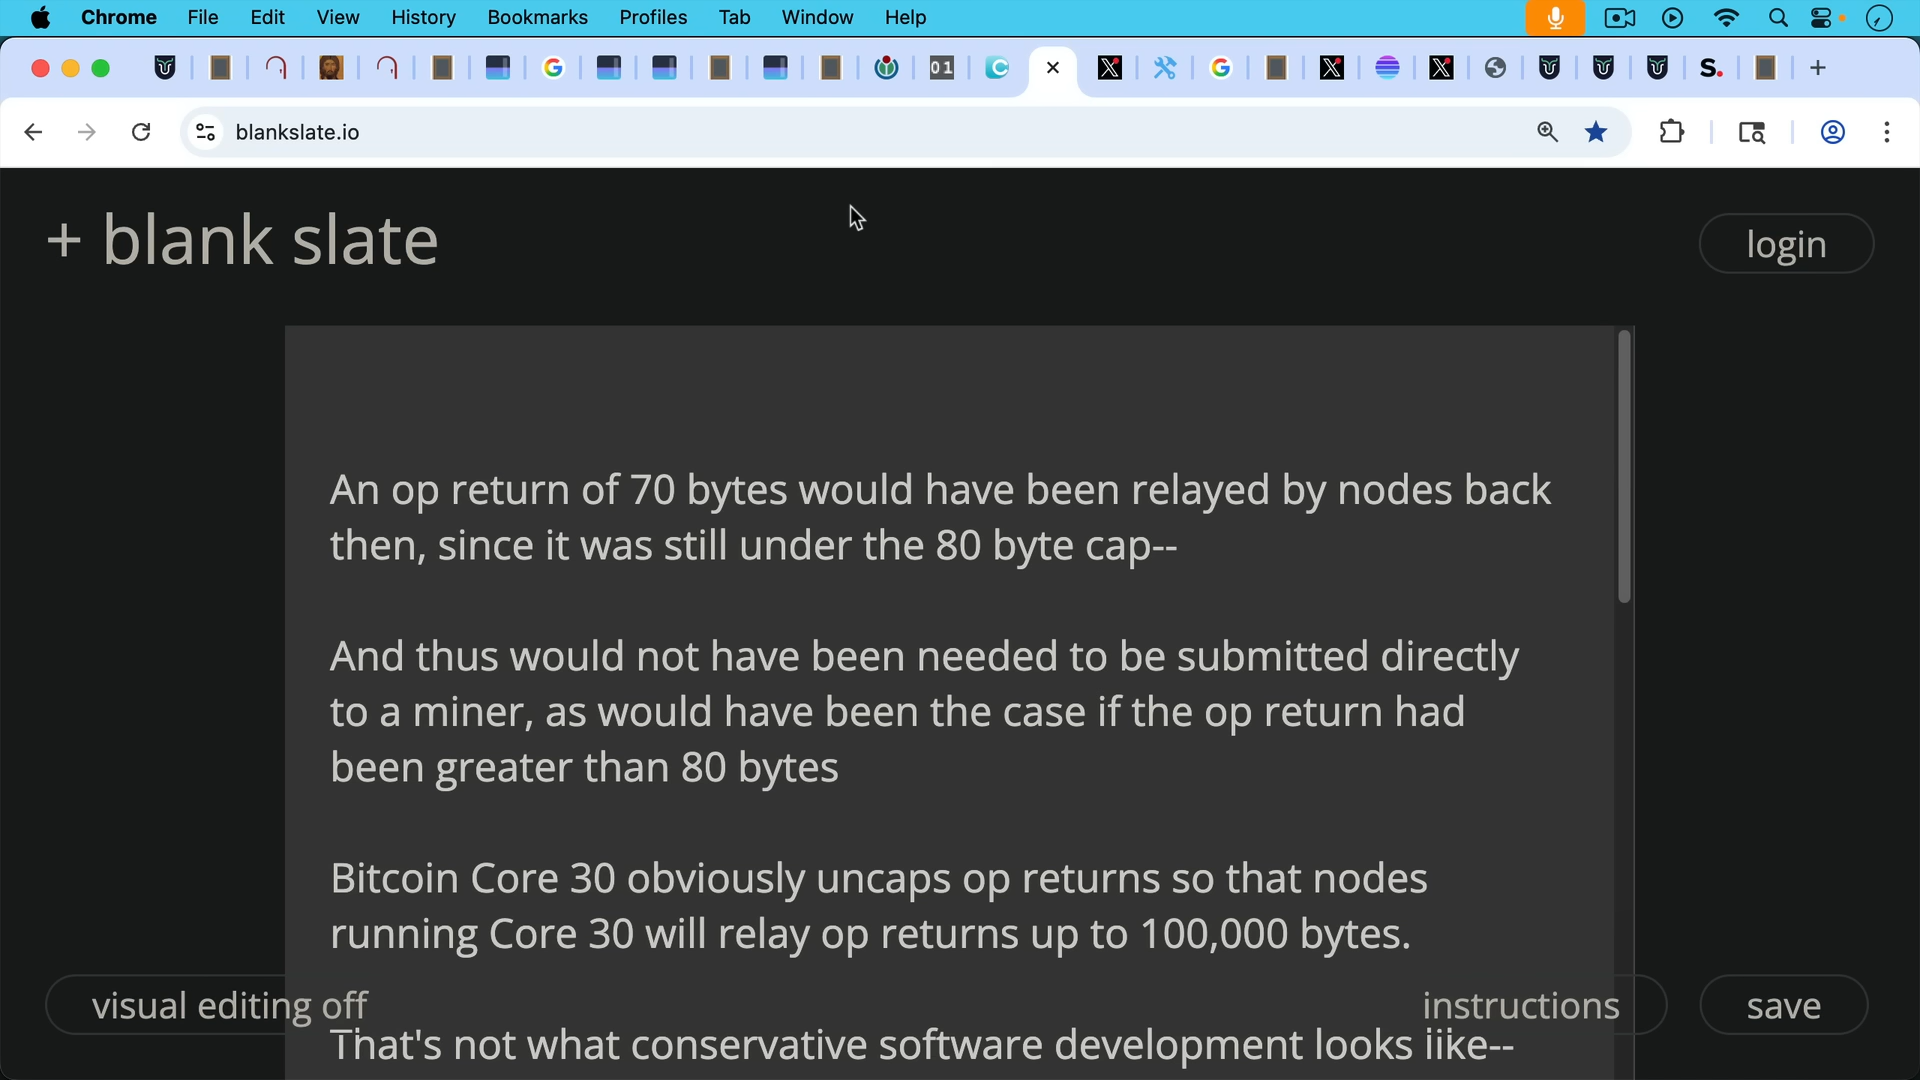 Chrome File Edit View History Bookmarks Profiles Tab Window Help
01 S.
blankslate.io
+ blank slate
login
An op return of 70 bytes would have been relayed by nodes back
then, since it was still under the 80 byte cap--
And thus would not have been needed to be submitted directly
to a miner, as would have been the case if the op return had
been greater than 80 bytes
Bitcoin Core 30 obviously uncaps op returns so that nodes
running Core 30 will relay op returns up to 100,000 bytes.
visual editing off
instructions
save
That's not what conservative software development looks like--